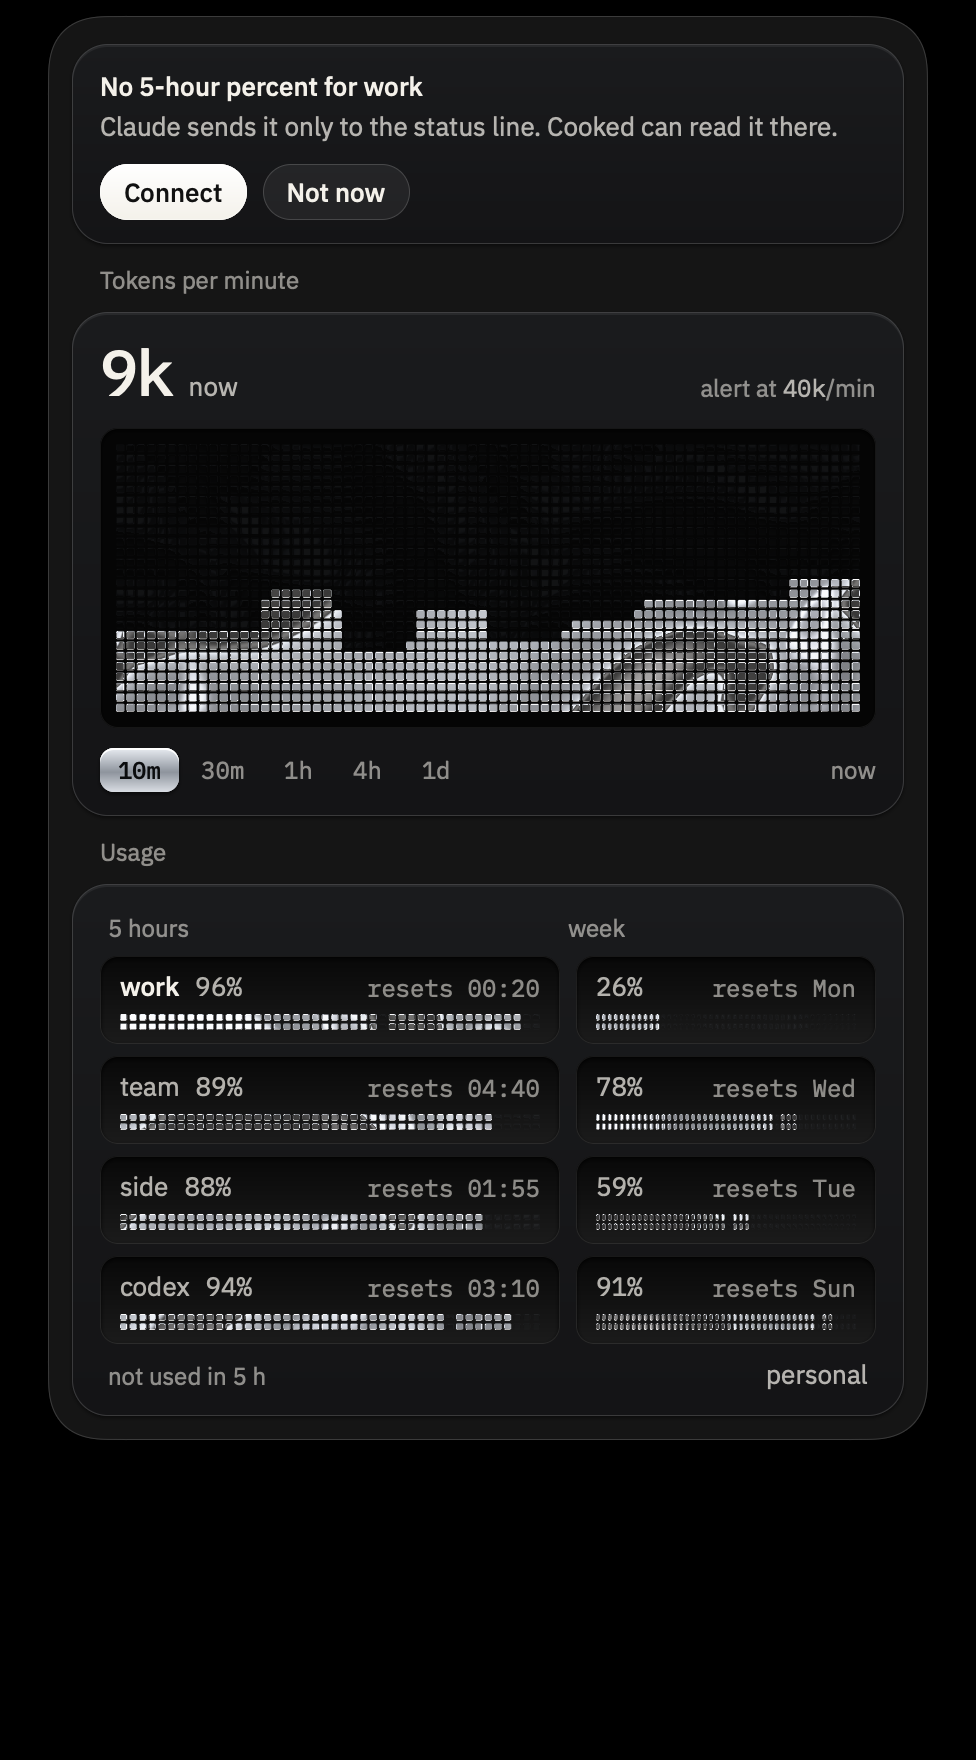 No 5-hour percent for work
Claude sends it only to the status line. Cooked can read it there.
Connect Not now
Tokens per minute
9k now alert at 40k/min
10m 30m 1h 4h 1d now
Usage
5 hours week
work 96% resets 00:20 26% resets Mon
team 89% resets 04:40 78% resets Wed
side 88% resets 01:55 59% resets Tue
codex 94% resets 03:10 91% resets Sun
not used in 5 h personal